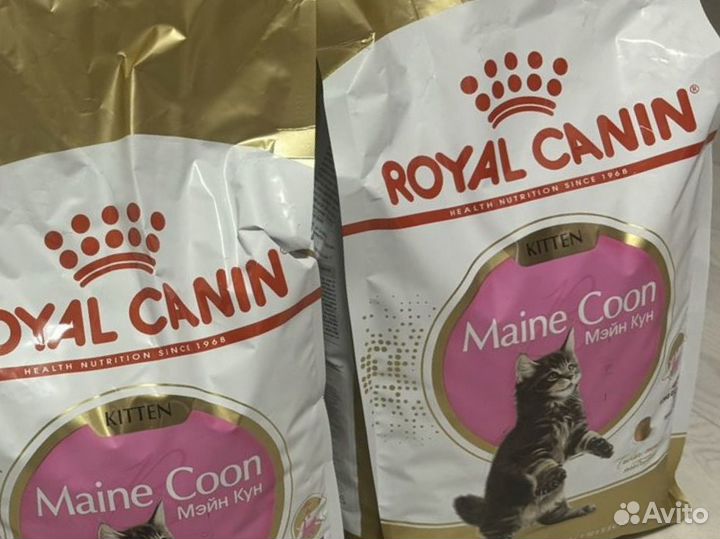 OYAL CANIN
HEALTH NUTRITION SINCE 1968
KITTEN
Maine Coon
Мэйн Кун
ROYAL CANIN®
HEALTH NUTRITION SINCE 1968
KITTEN
Maine Coon
Мэйн Кун
Avito